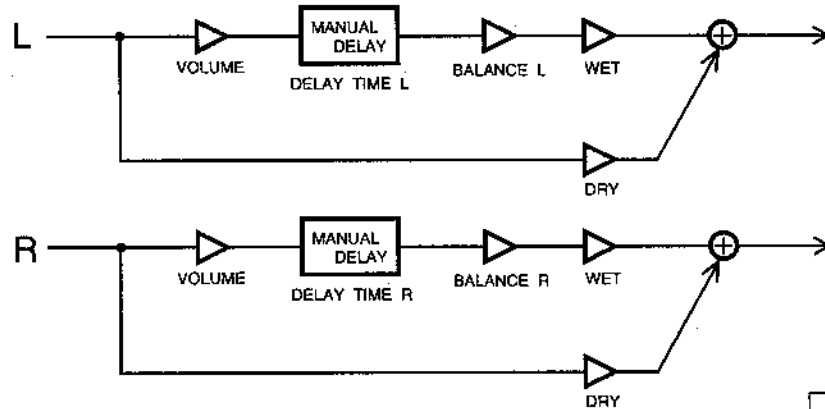 L
MANUAL
DELAY
VOLUME
DELAY TIME L
BALANCE L
WET
DRY
R
MANUAL
DELAY
VOLUME
DELAY TIME R
BALANCE R
WET
DRY